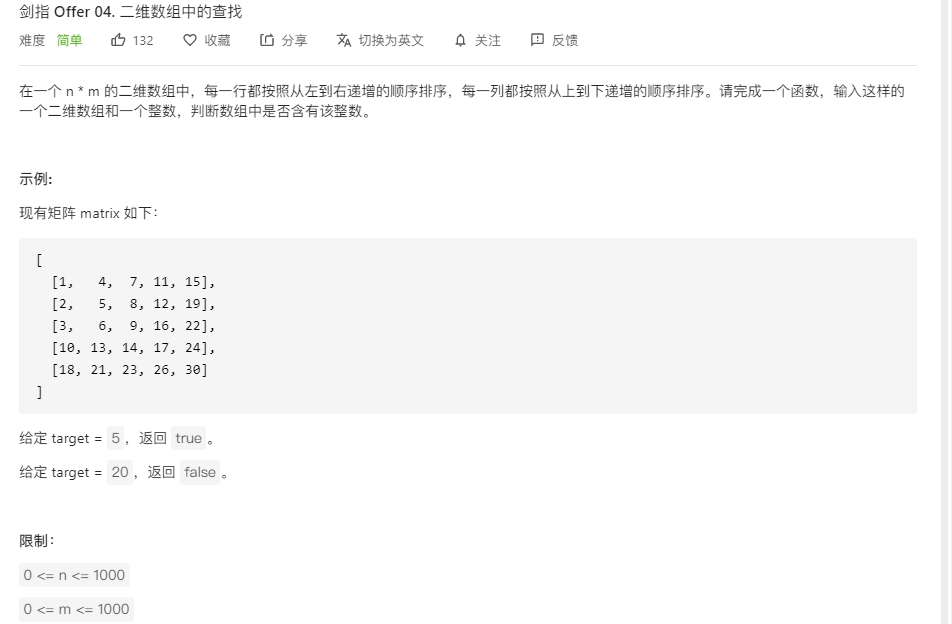 剑指 Offer 04. 二维数组中的查找
难度 简单 132 收藏 分享 切换为英文 关注 反馈
在一个 n * m 的二维数组中，每一行都按照从左到右递增的顺序排序，每一列都按照从上到下递增的顺序排序。请完成一个函数，输入这样的
一个二维数组和一个整数，判断数组中是否含有该整数。
示例:
现有矩阵 matrix 如下：
[
[1,   4,  7, 11, 15],
[2,   5,  8, 12, 19],
[3,   6,  9, 16, 22],
[10, 13, 14, 17, 24],
[18, 21, 23, 26, 30]
]
给定 target = 5，返回 true。
给定 target = 20，返回 false。
限制：
0 <= n <= 1000
0 <= m <= 1000